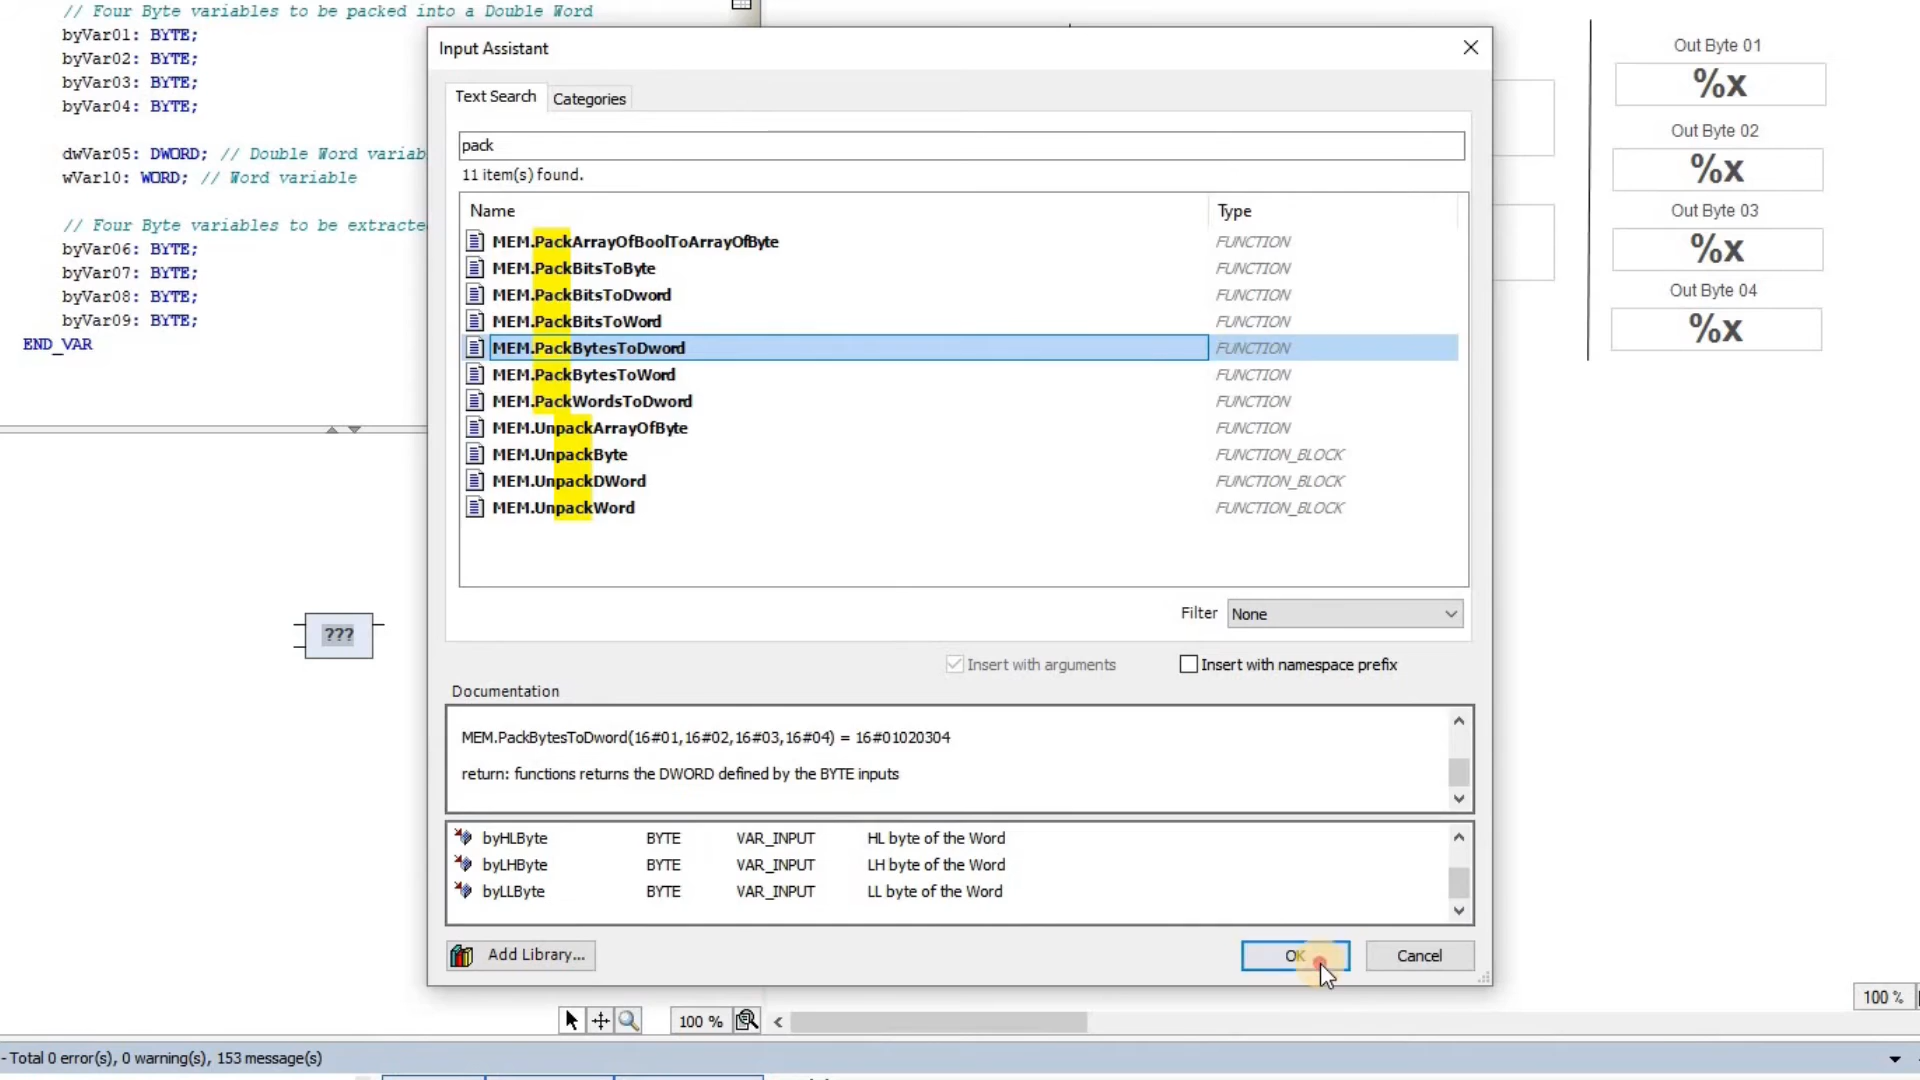 // Four Byte variables to be packed into a Double Word
byVar01: BYTE;
byVar02: BYTE;
byVar03: BYTE;
byVar04: BYTE;
dwVar05: DWORD; // Double Word variab
wVar10: WORD; // Word variable
// Four Byte variables to be extracte
byVar06: BYTE;
byVar07: BYTE;
byVar08: BYTE;
byVar09: BYTE;
END_VAR
???
Input Assistant
Text Search
Categories
pack
11 item(s) found.
Name Type
MEM.PackArrayOfBoolToArrayOfByte FUNCTION
MEM.PackBitsToByte FUNCTION
MEM.PackBitsToDword FUNCTION
MEM.PackBitsToWord FUNCTION
MEM.PackBytesToDword FUNCTION
MEM.PackBytesToWord FUNCTION
MEM.PackWordsToDword FUNCTION
MEM.UnpackArrayOfByte FUNCTION
MEM.UnpackByte FUNCTION_BLOCK
MEM.UnpackDWord FUNCTION_BLOCK
MEM.UnpackWord FUNCTION_BLOCK
Filter None
Insert with arguments Insert with namespace prefix
Documentation
MEM.PackBytesToDword(16#01,16#02,16#03,16#04) = 16#01020304
return: functions returns the DWORD defined by the BYTE inputs
byHLByte BYTE VAR_INPUT HL byte of the Word
byLHByte BYTE VAR_INPUT LH byte of the Word
byLLByte BYTE VAR_INPUT LL byte of the Word
Add Library... OK Cancel
Out Byte 01
%x
Out Byte 02
%x
Out Byte 03
%x
Out Byte 04
%x
100 %
100 %
- Total 0 error(s), 0 warning(s), 153 message(s)